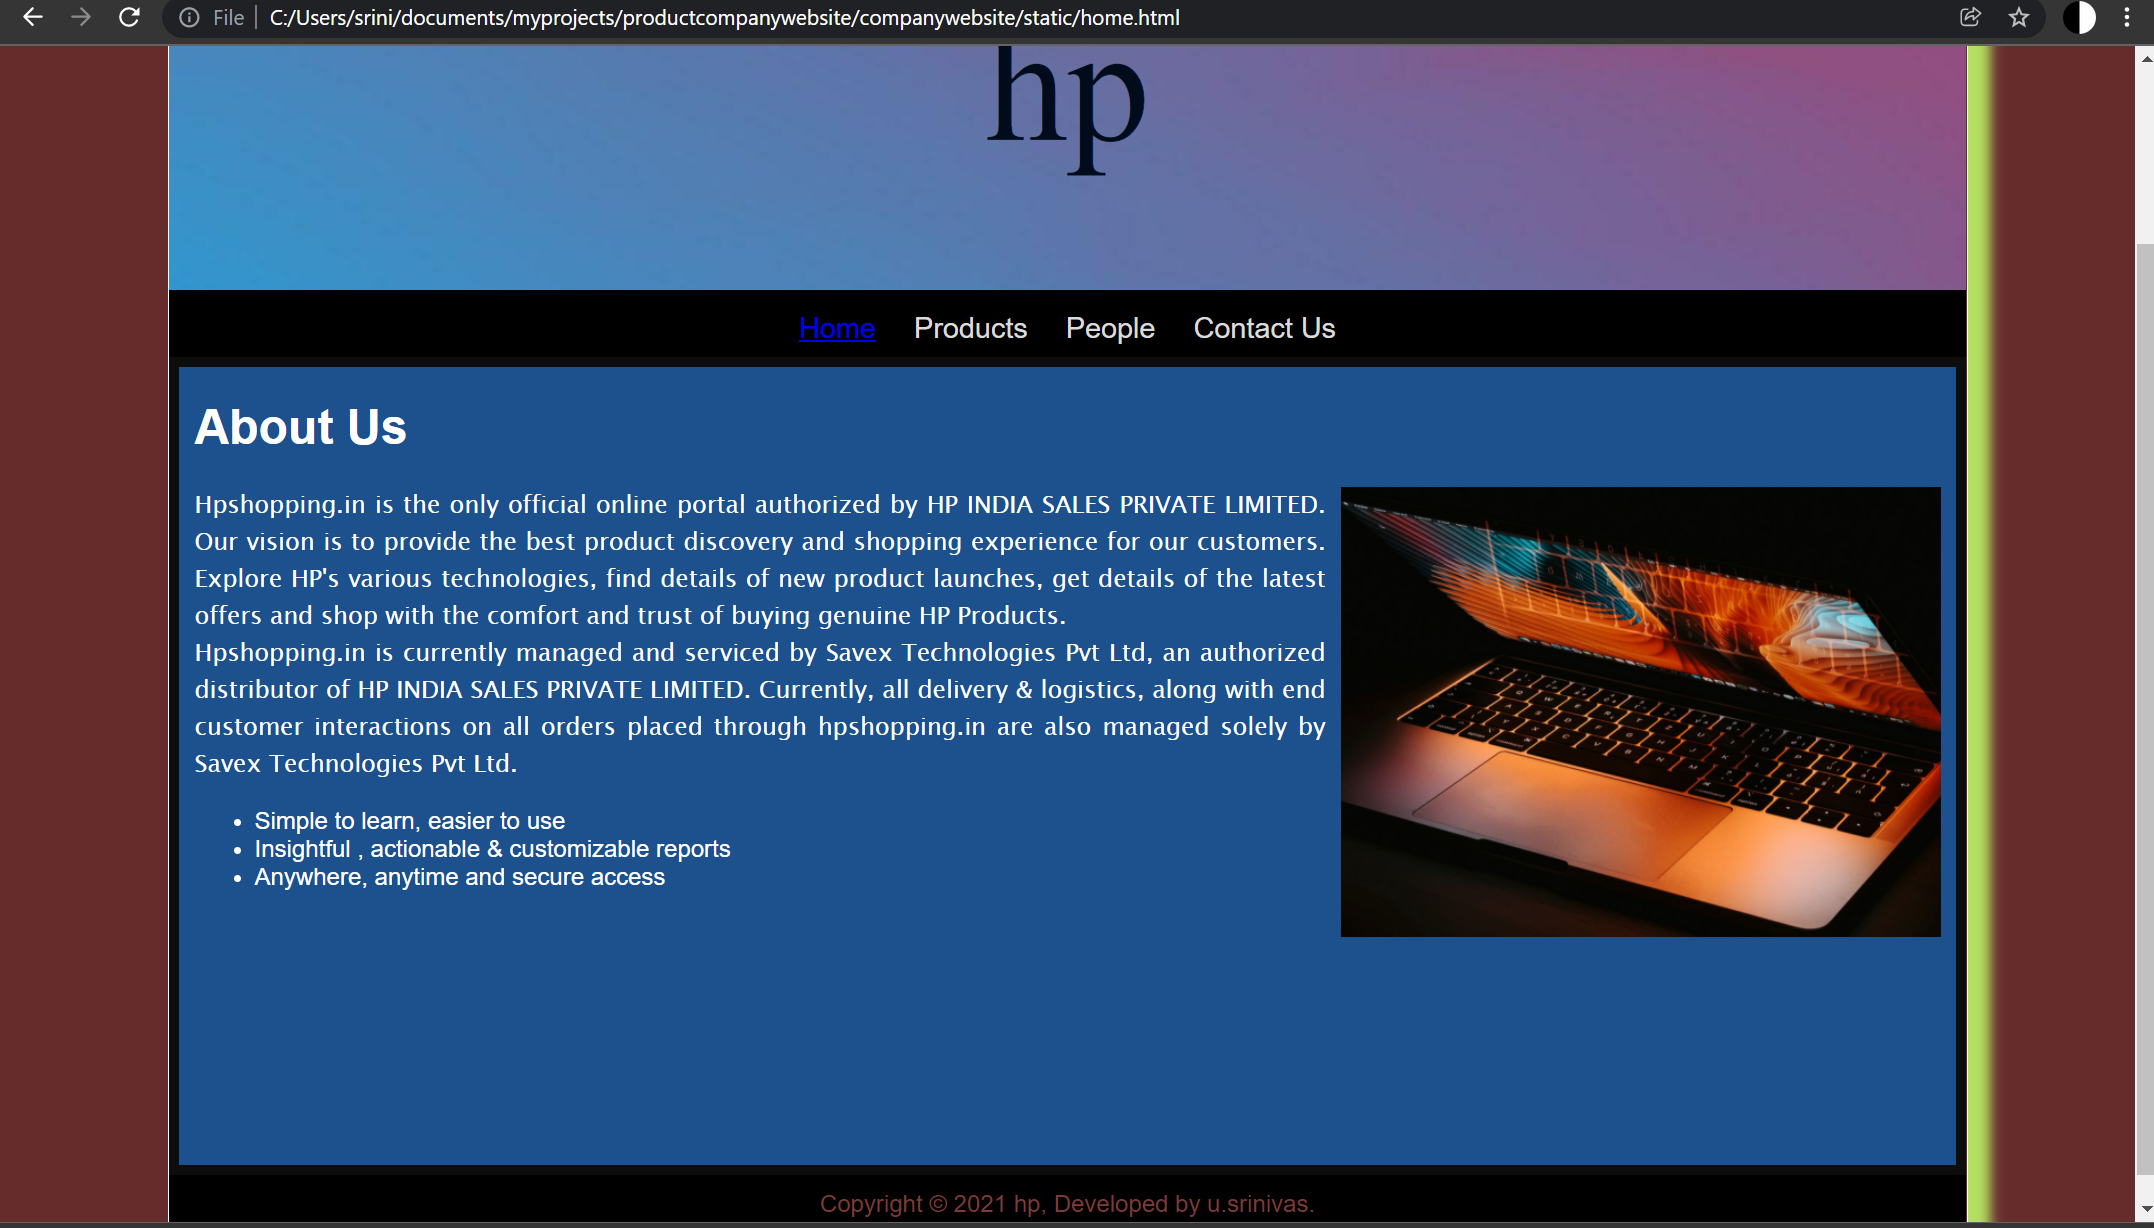 File
C:/Users/srini/documents/myprojects/productcompanywebsite/companywebsite/static/home.html
hp
Home Products People Contact Us
About Us
Hpshopping.in is the only official online portal authorized by HP INDIA SALES PRIVATE LIMITED.
Our vision is to provide the best product discovery and shopping experience for our customers.
Explore HP's various technologies, find details of new product launches, get details of the latest
offers and shop with the comfort and trust of buying genuine HP Products.
Hpshopping.in is currently managed and serviced by Savex Technologies Pvt Ltd, an authorized
distributor of HP INDIA SALES PRIVATE LIMITED. Currently, all delivery & logistics, along with end
customer interactions on all orders placed through hpshopping.in are also managed solely by
Savex Technologies Pvt Ltd.
• Simple to learn, easier to use
• Insightful , actionable & customizable reports
• Anywhere, anytime and secure access
Copyright © 2021 hp, Developed by u.srinivas.